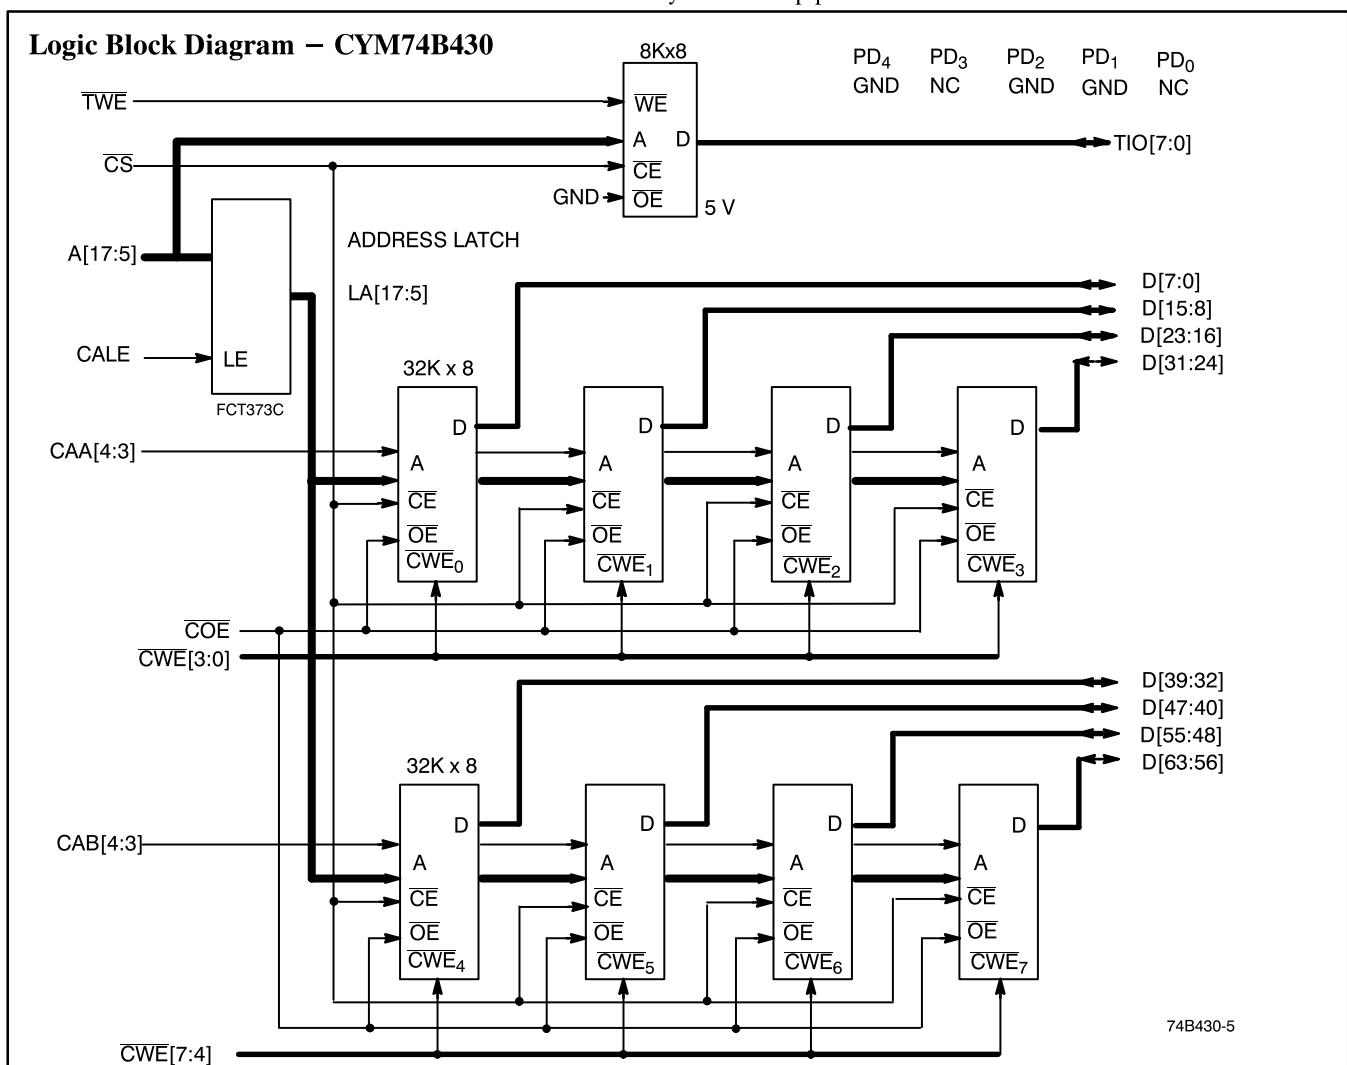 Logic Block Diagram – CYM74B430
8Kx8
PD4 PD3 PD2 PD1 PD0
GND NC GND GND NC
TWE
WE
A D
TIO[7:0]
CS
CE
GND
OE
5 V
ADDRESS LATCH
A[17:5]
LA[17:5]
CALE
LE
FCT373C
D[7:0]
D[15:8]
D[23:16]
D[31:24]
32K x 8
D D D D
CAA[4:3]
A A A A
CE CE CE CE
OE OE OE OE
CWE0 CWE1 CWE2 CWE3
COE
CWE[3:0]
D[39:32]
D[47:40]
D[55:48]
D[63:56]
32K x 8
D D D D
CAB[4:3]
A A A A
CE CE CE CE
OE OE OE OE
CWE4 CWE5 CWE6 CWE7
74B430-5
CWE[7:4]